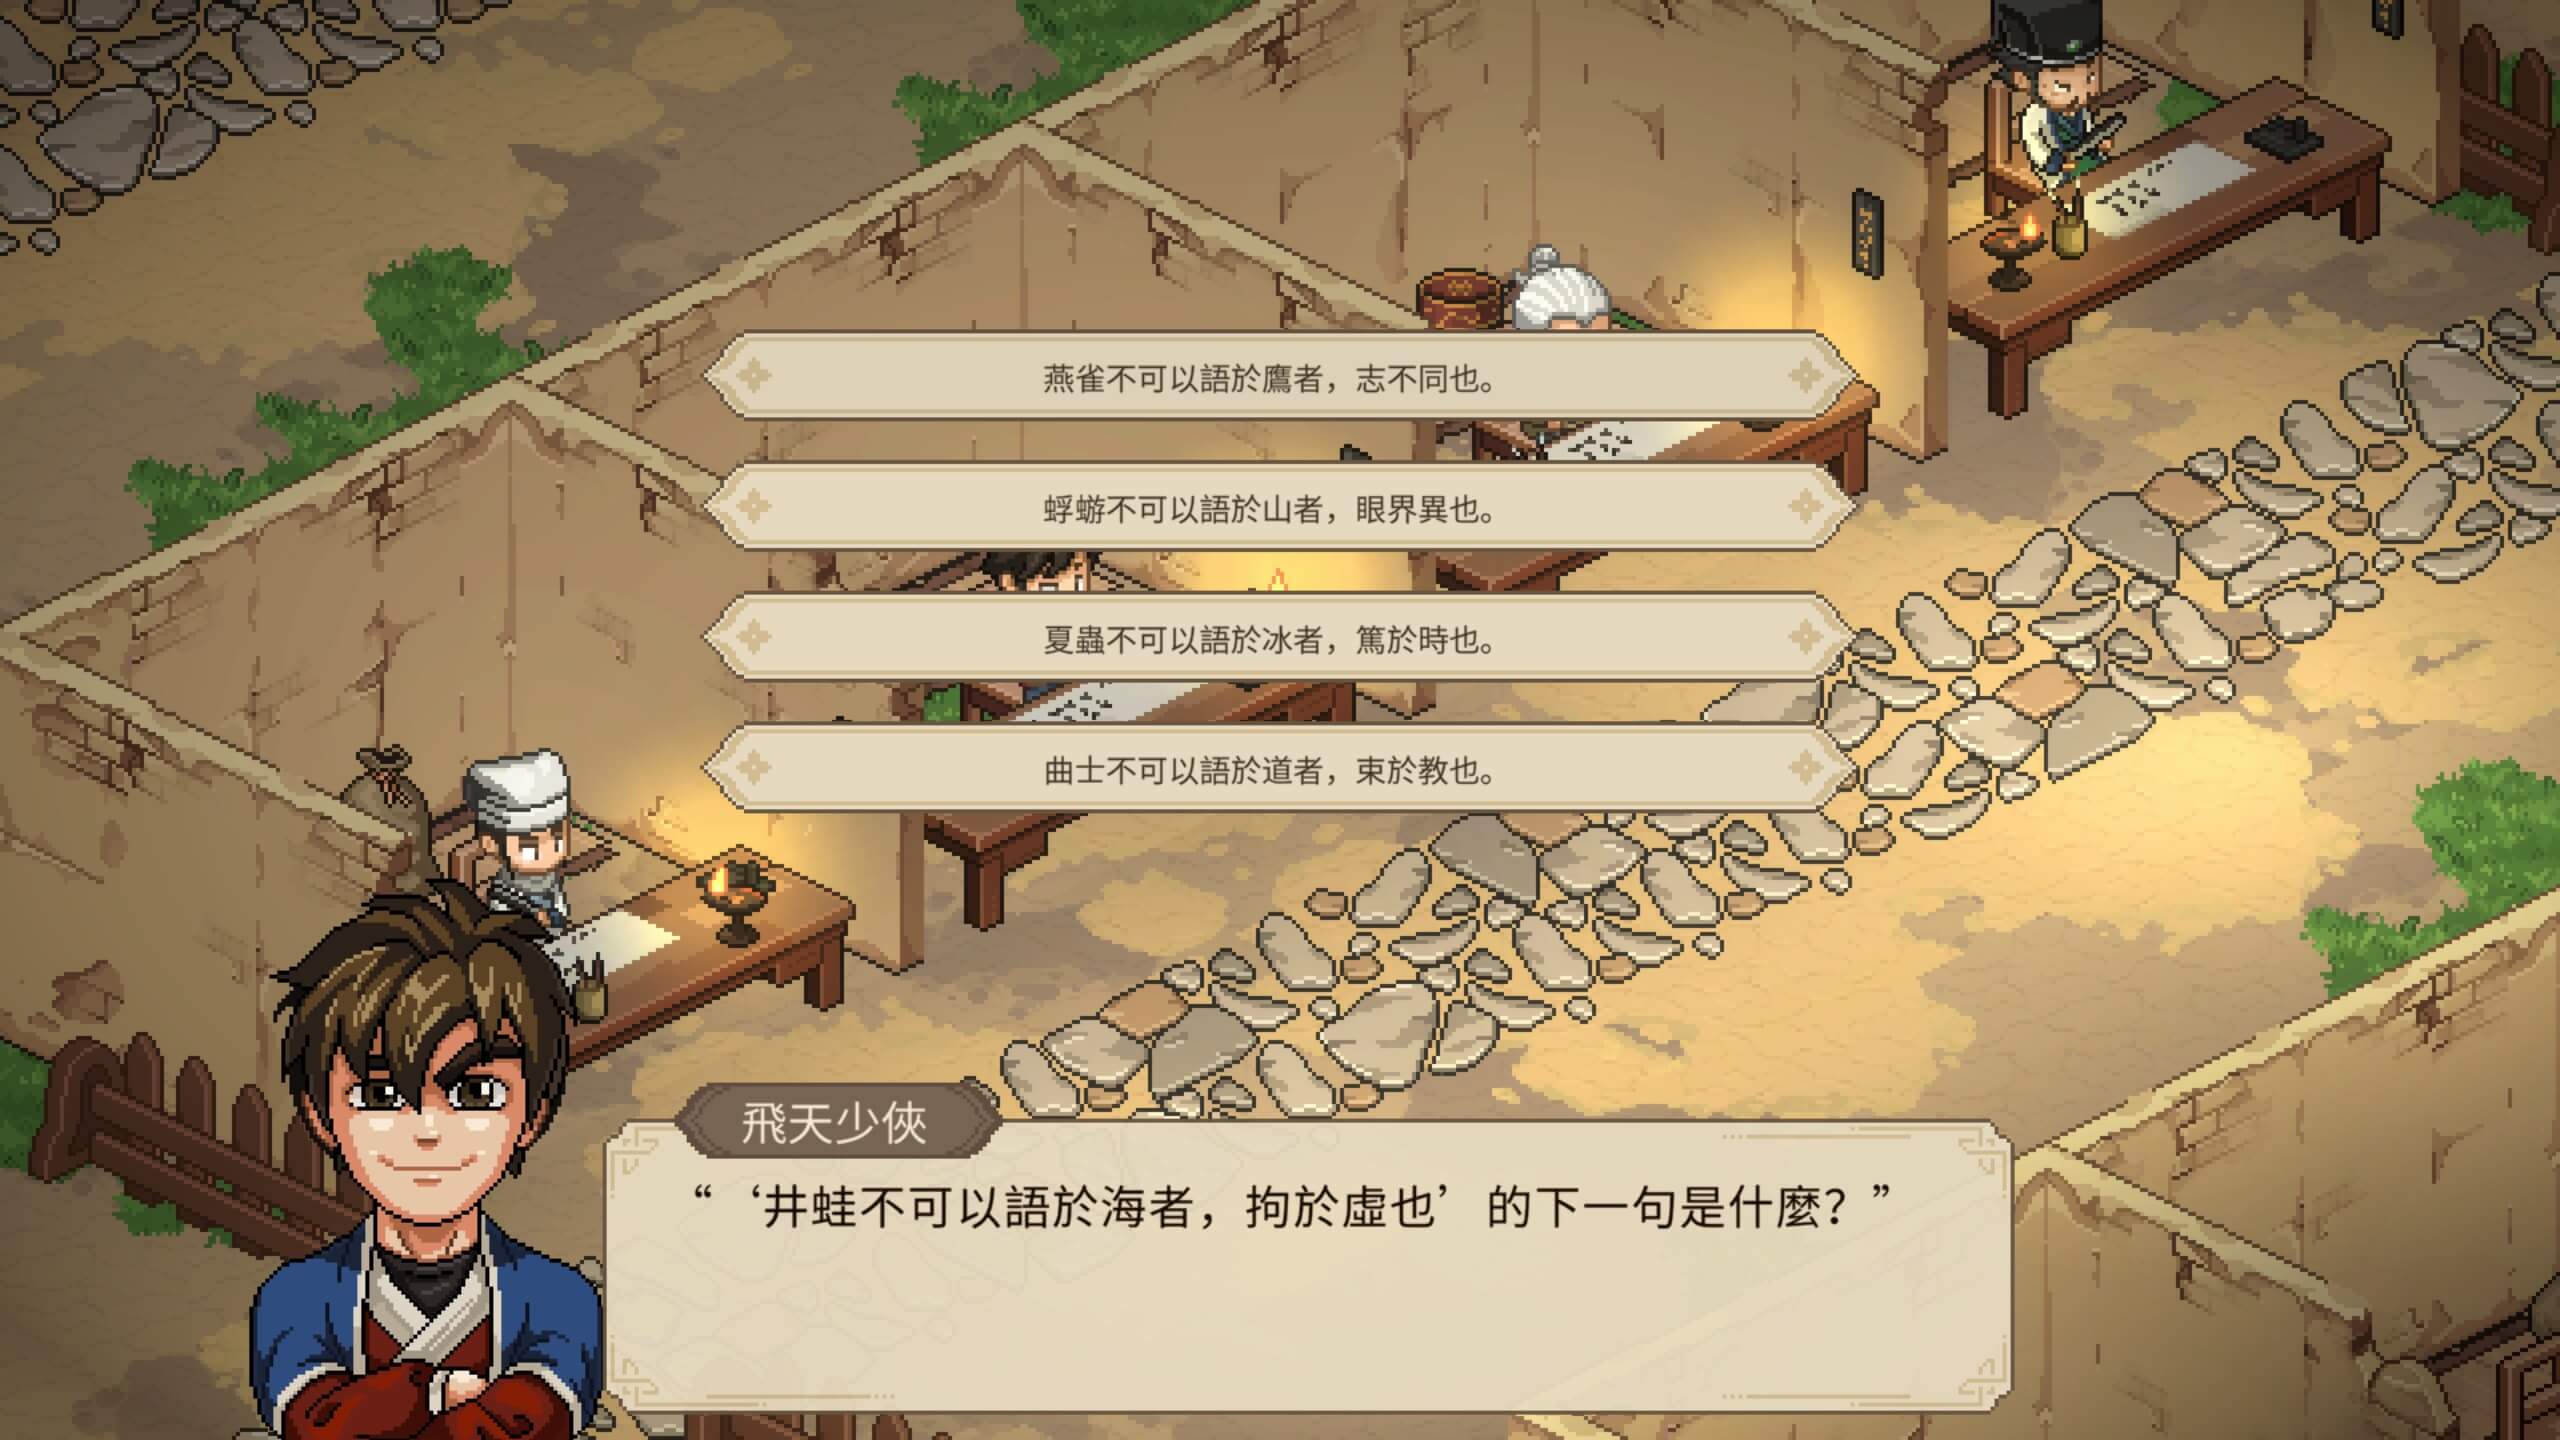 燕雀不可以語於鷹者，志不同也。
蜉蝣不可以語於山者，眼界異也。
夏蟲不可以語於冰者，篤於時也。
曲士不可以語於道者，束於教也。
飛天少俠
“‘井蛙不可以語於海者，拘於虛也’的下一句是什麼？”